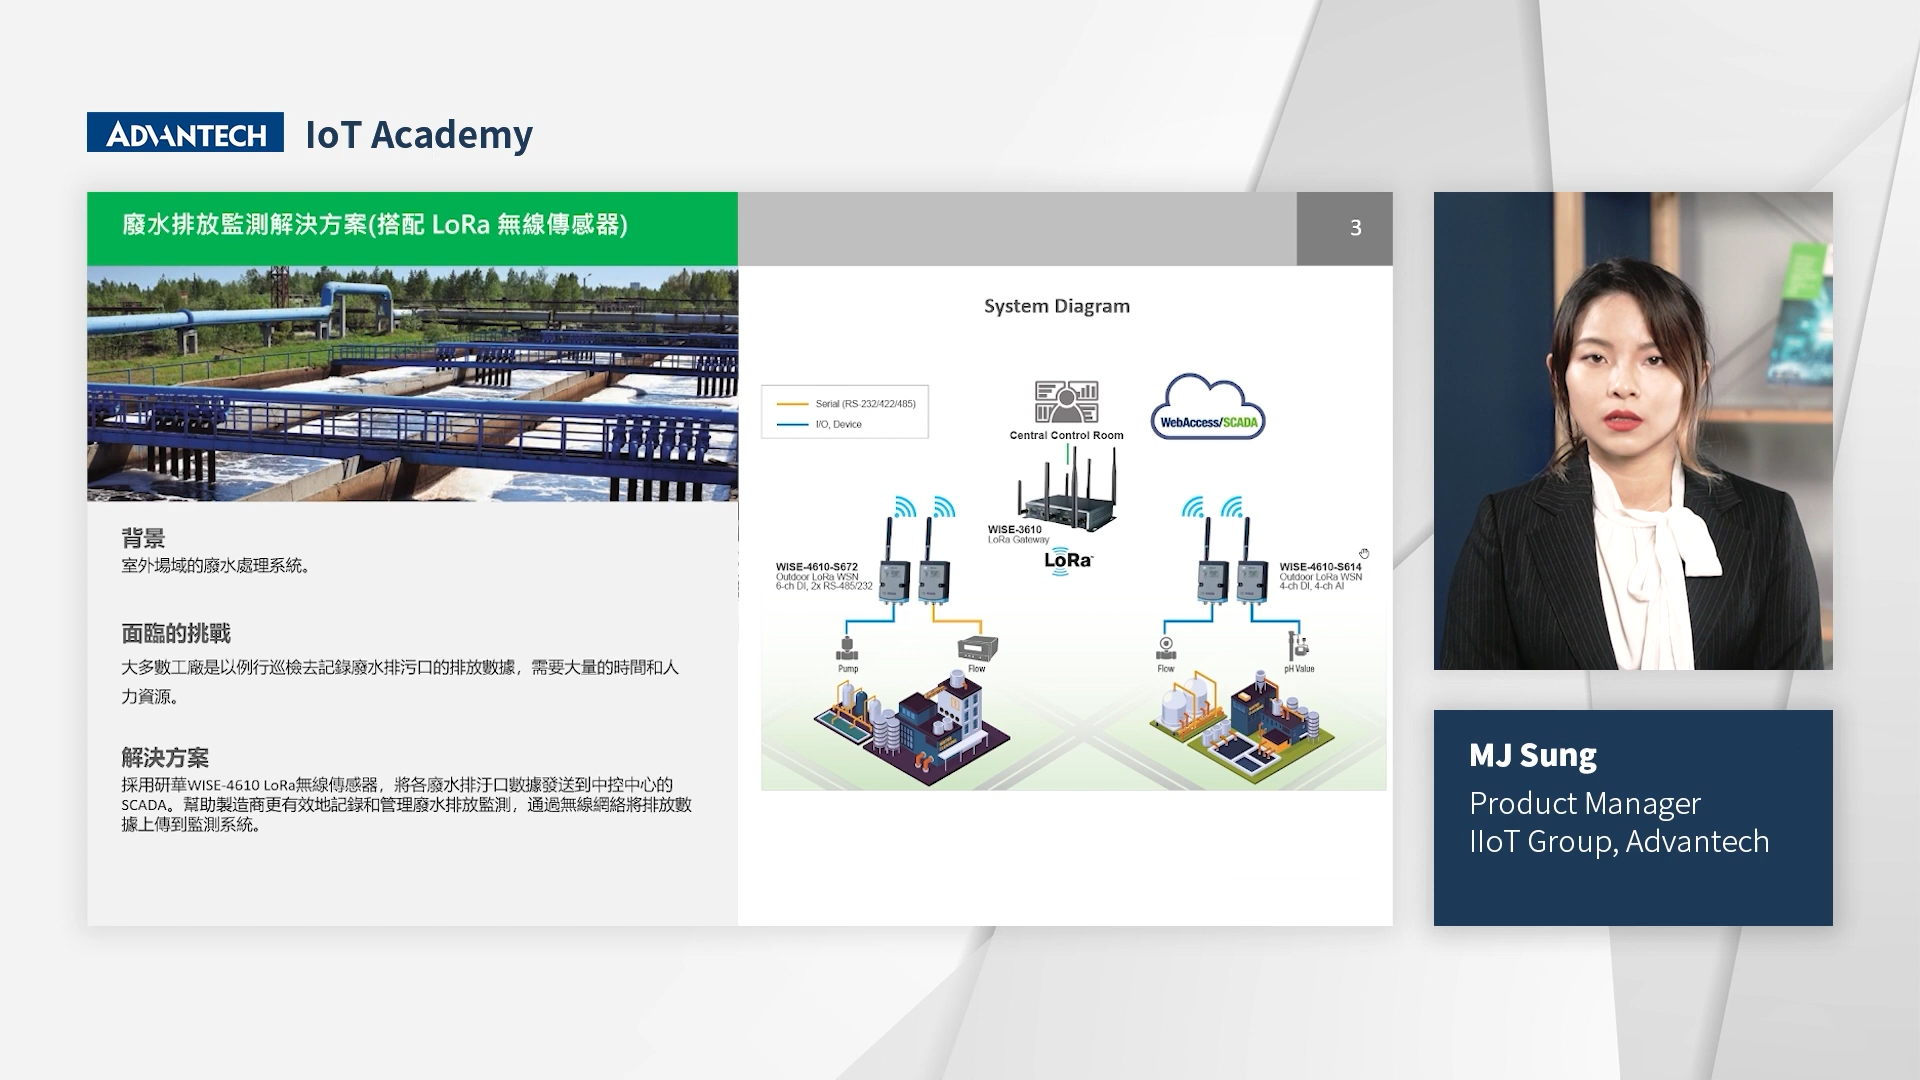 ADVANTECH IoT Academy
廢水排放監測解決方案(搭配 LoRa 無線傳感器)
3
背景
室外場域的廢水處理系統。
面臨的挑戰
大多數工廠是以例行巡檢去記錄廢水排污口的排放數據，需要大量的時間和人
力資源。
解決方案
採用研華WISE-4610 LoRa無線傳感器，將各廢水排汙口數據發送到中控中心的
SCADA。幫助製造商更有效地記錄和管理廢水排放監測，通過無線網絡將排放數
據上傳到監測系統。
System Diagram
Serial (RS-232/422/485)
I/O, Device
Central Control Room
WebAccess/SCADA
WISE-3610
LoRa Gateway
LoRa
WISE-4610-S672
Outdoor LoRa WSN
6-ch DI, 2x RS-485/232
WISE-4610-S614
Outdoor LoRa WSN
4-ch DI, 4-ch AI
Pump
Flow
Flow
pH Value
MJ Sung
Product Manager
IIoT Group, Advantech